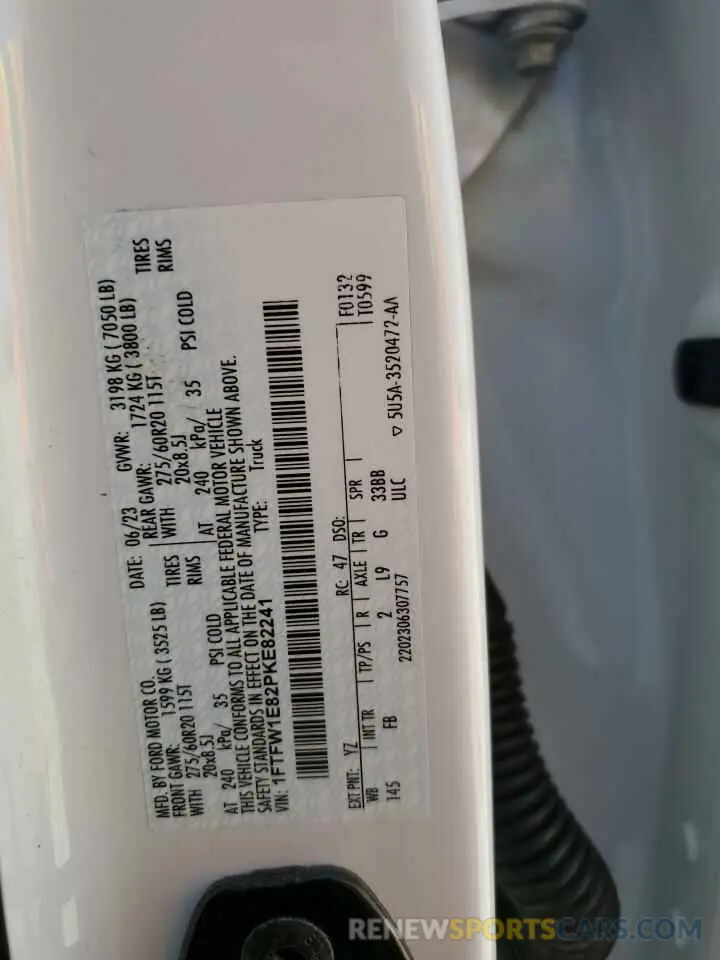 MFD. BY FORD MOTOR CO.
DATE: 06/23 GVWR: 3198 KG ( 7050 LB)
FRONT GAWR: 1599 KG ( 3525 LB) REAR GAWR: 1724 KG ( 3800 LB)
WITH 275/60R20 115T TIRES WITH 275/60R20 115T TIRES
20x8.5J RIMS 20x8.5J RIMS
AT 240 kPa/ 35 PSI COLD AT 240 kPa/ 35 PSI COLD
THIS VEHICLE CONFORMS TO ALL APPLICABLE FEDERAL MOTOR VEHICLE
SAFETY STANDARDS IN EFFECT ON THE DATE OF MANUFACTURE SHOWN ABOVE.
VIN: 1FTFW1E82PKE82241 TYPE: Truck
EXT PNT: YZ RC: 47 DSO: F0132
WB INT TR TP/PS R AXLE TR SPR T0599
145 FB 2 L9 G 33BB
2202306307757 ULC ▽ 5U5A-3520472-AA
RENEWSPORTSCARS.COM